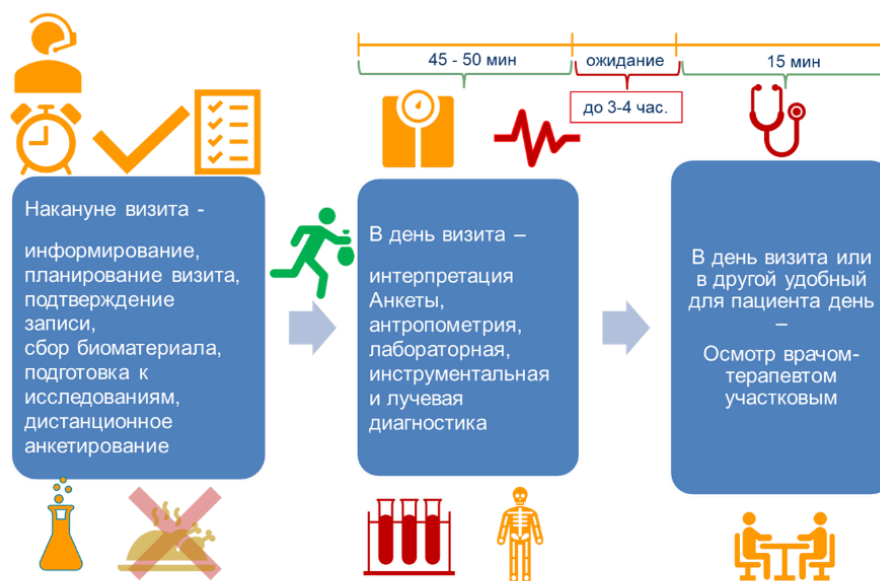 45 - 50 мин
ожидание
15 мин
до 3-4 час.
Накануне визита -
информирование,
планирование визита,
подтверждение
записи,
сбор биоматериала,
подготовка к
исследованиям,
дистанционное
анкетирование
В день визита –
интерпретация
Анкеты,
антропометрия,
лабораторная,
инструментальная
и лучевая
диагностика
В день визита или
в другой удобный
для пациента день
–
Осмотр врачом-
терапевтом
участковым